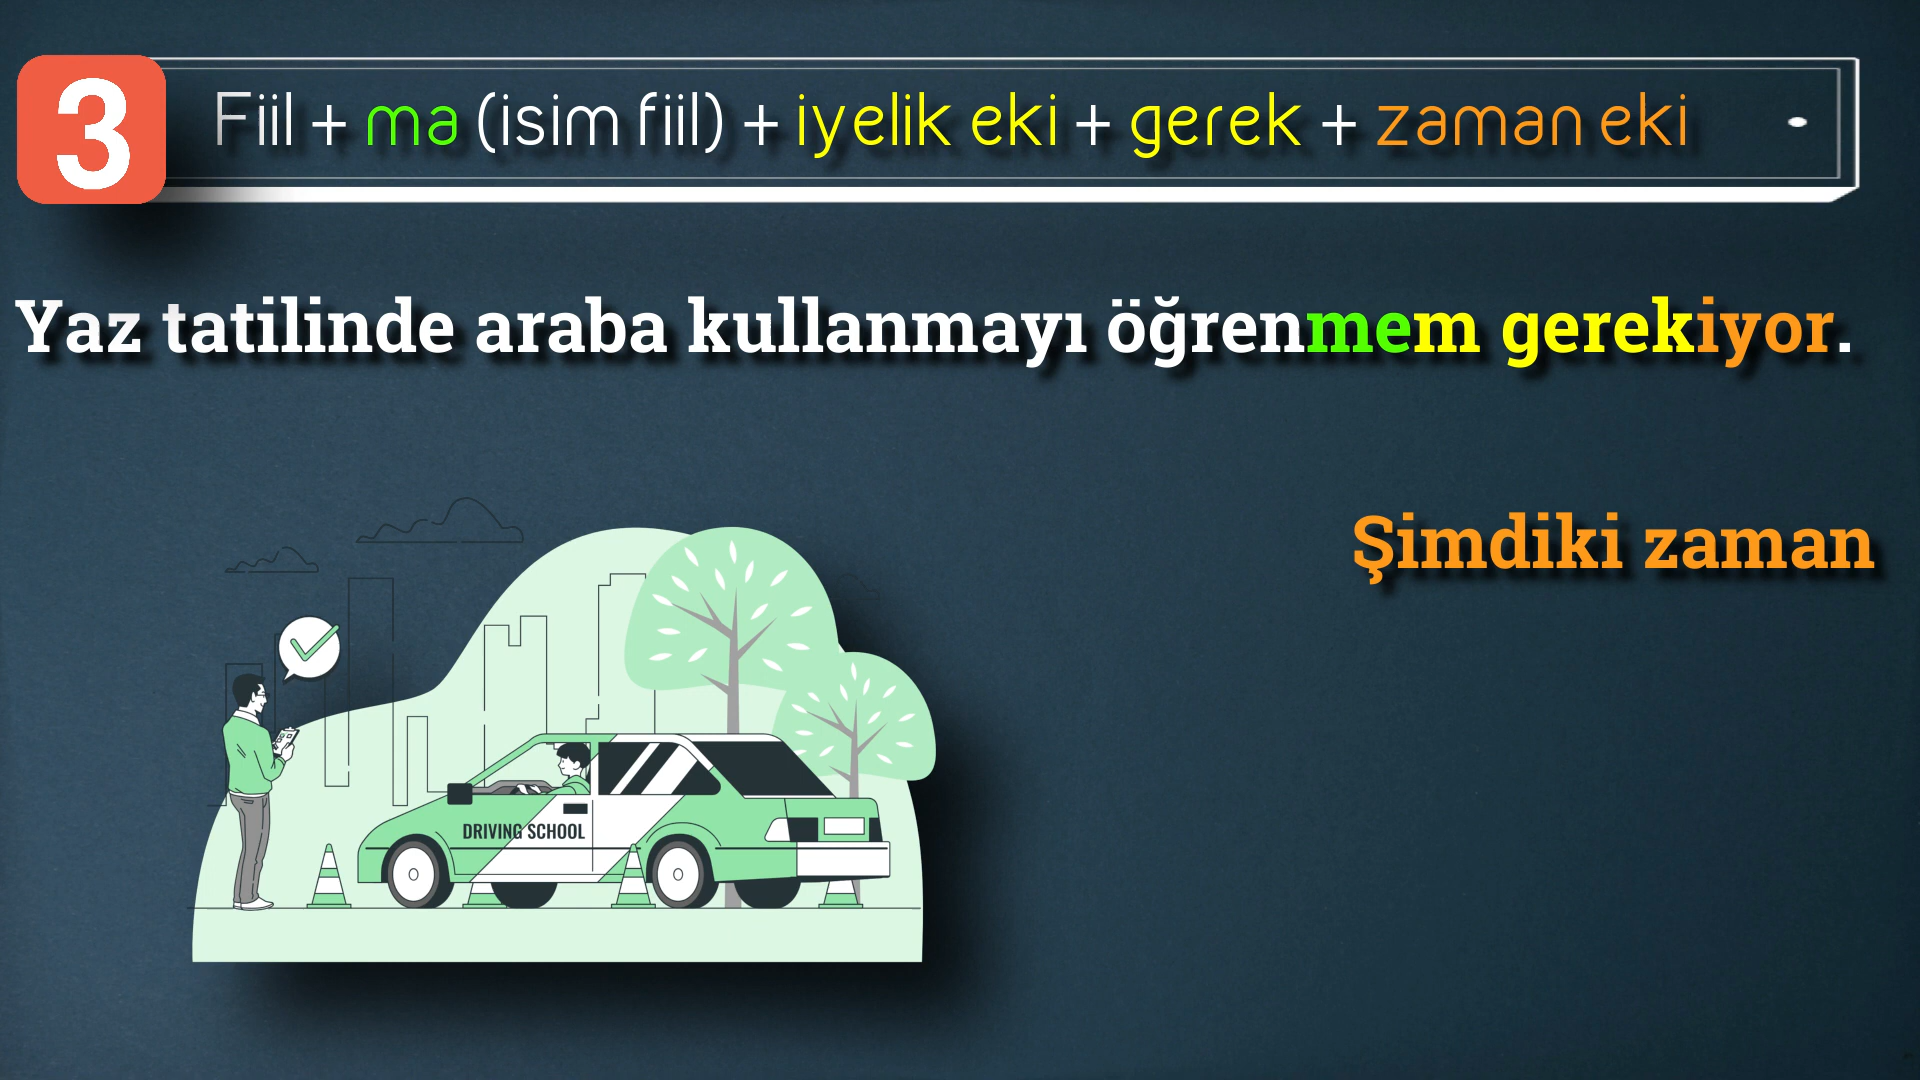 3
Fiil + ma (isim fiil) + iyelik eki + gerek + zaman eki
Yaz tatilinde araba kullanmayı öğrenmem gerekiyor.
Şimdiki zaman
DRIVING SCHOOL